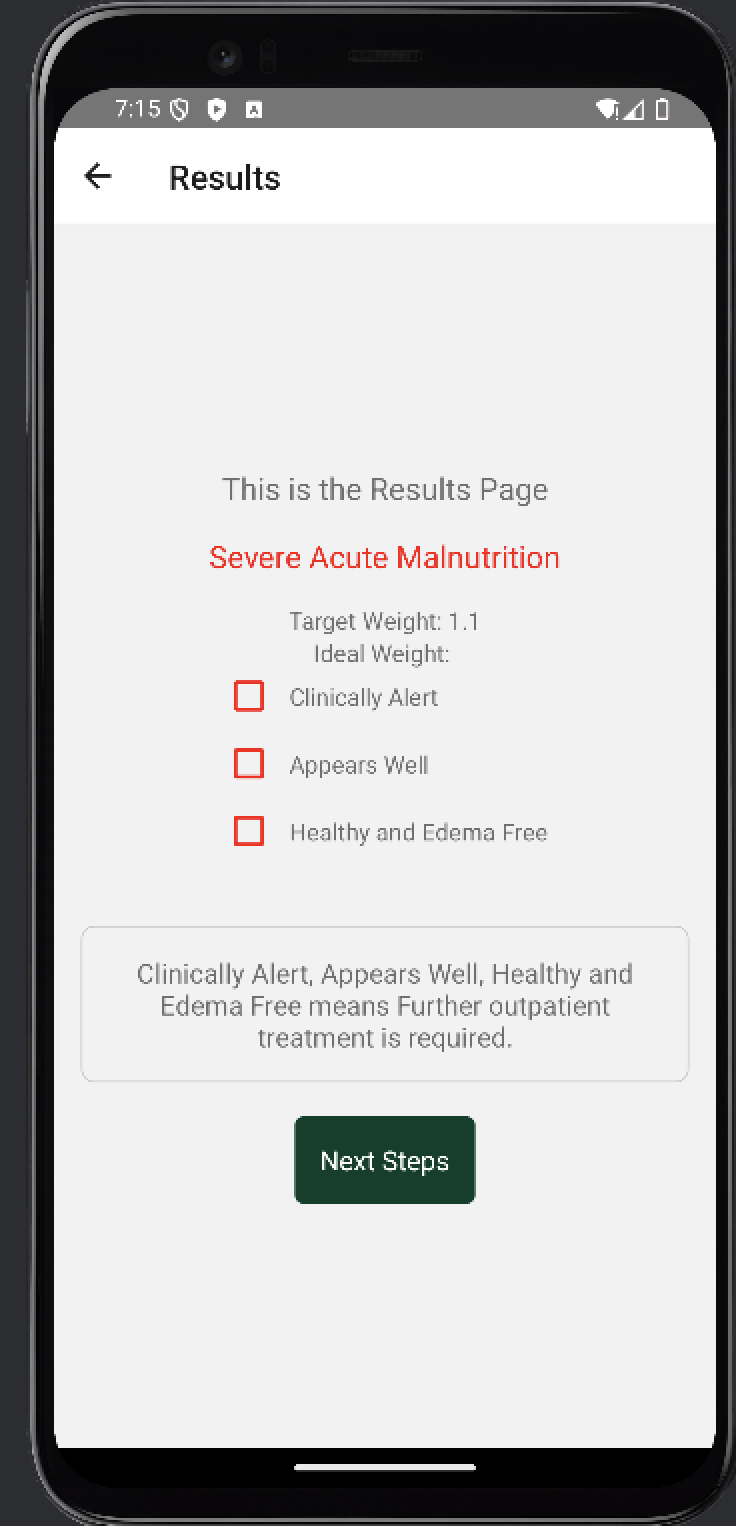 7:15
Results
This is the Results Page
Severe Acute Malnutrition
Target Weight: 1.1
Ideal Weight:
Clinically Alert
Appears Well
Healthy and Edema Free
Clinically Alert, Appears Well, Healthy and
Edema Free means Further outpatient
treatment is required.
Next Steps